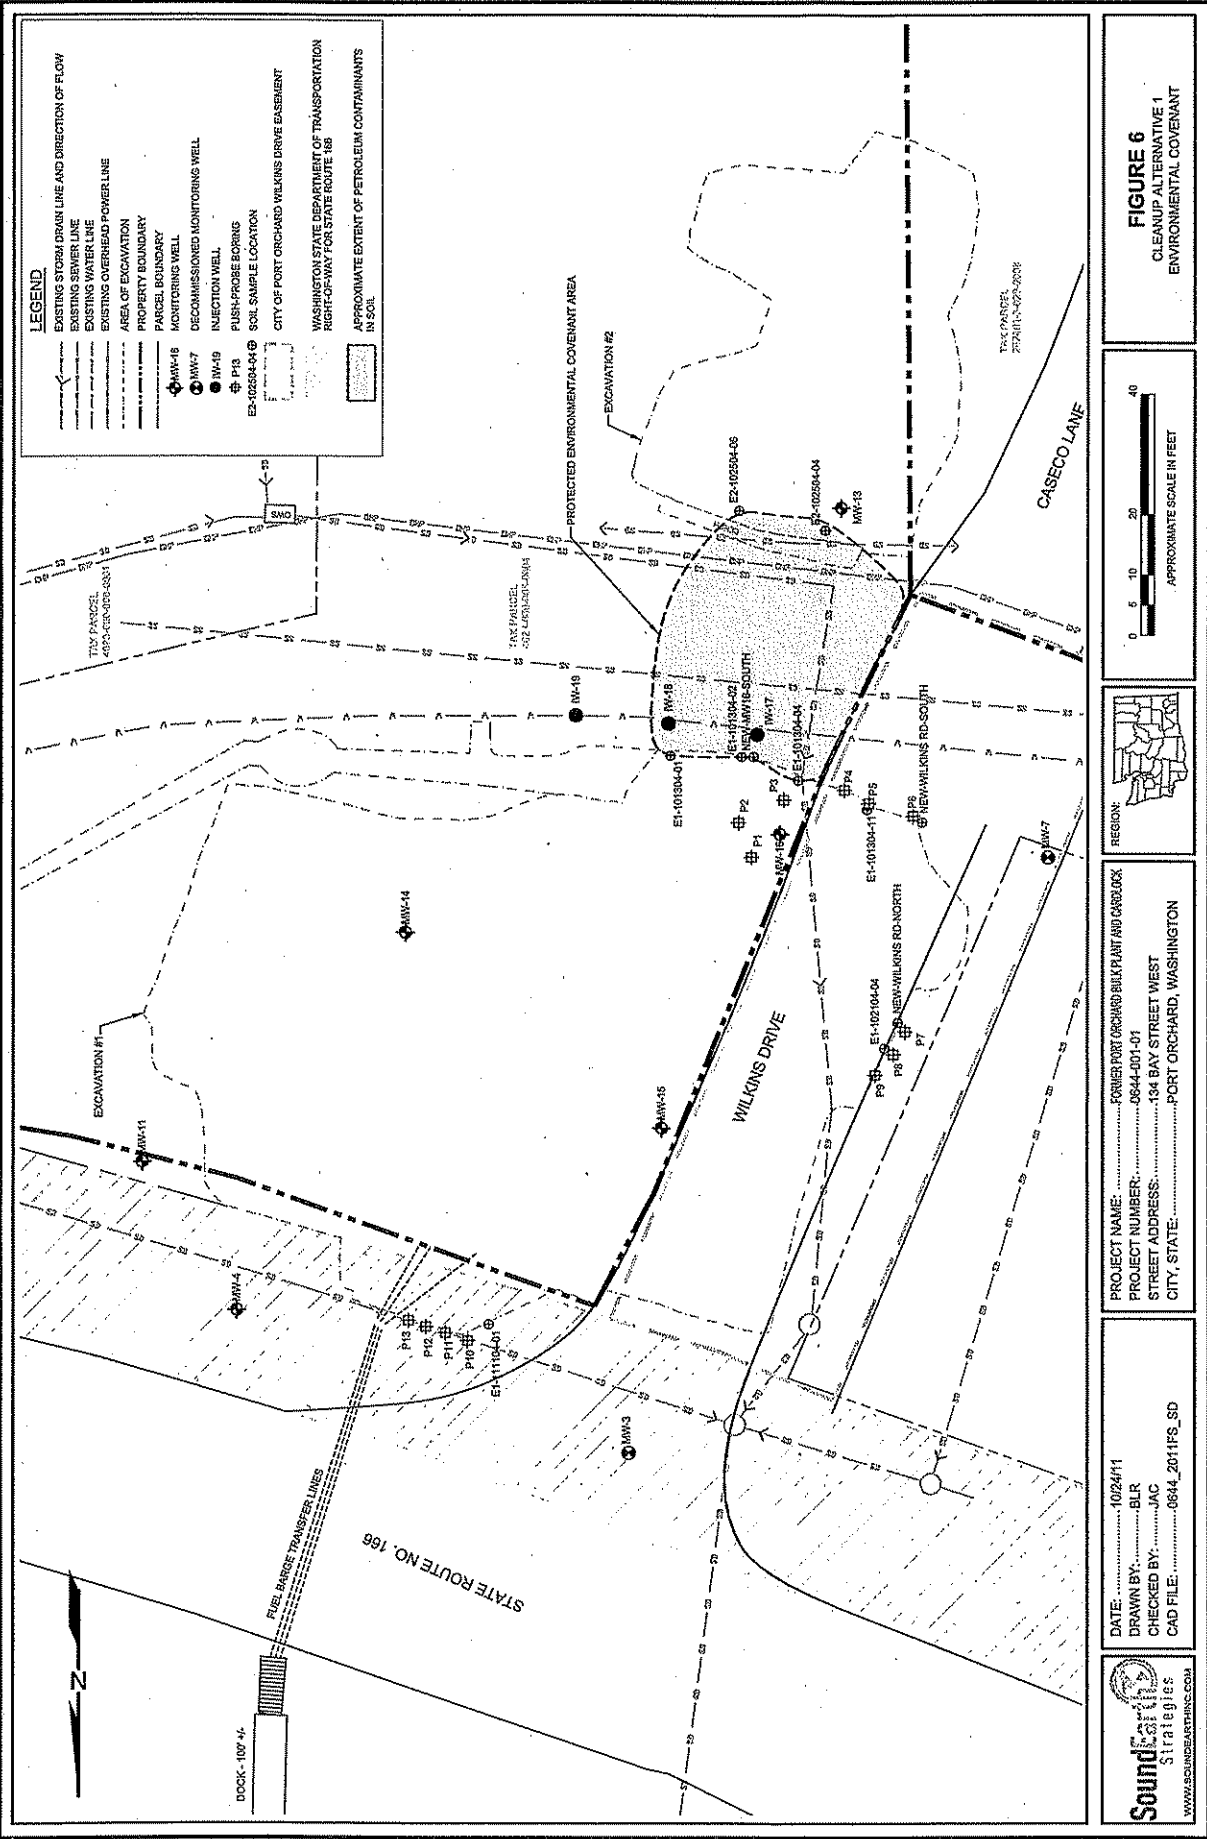 LEGEND
EXISTING STORM DRAIN LINE AND DIRECTION OF FLOW
EXISTING SEWER LINE
EXISTING WATER LINE
EXISTING OVERHEAD POWER LINE
AREA OF EXCAVATION
PROPERTY BOUNDARY
PARCEL BOUNDARY
MW-16 MONITORING WELL
MW-7 DECOMMISSIONED MONITORING WELL
IW-19 INJECTION WELL
P13 PUSH-PROBE BORING
E2-102504-04 SOIL SAMPLE LOCATION
CITY OF PORT ORCHARD WILKINS DRIVE EASEMENT
WASHINGTON STATE DEPARTMENT OF TRANSPORTATION
RIGHT-OF-WAY FOR STATE ROUTE 166
APPROXIMATE EXTENT OF PETROLEUM CONTAMINANTS
IN SOIL
OWS
TAX PARCEL
TAX PARCEL
TAX PARCEL
PROTECTED ENVIRONMENTAL COVENANT AREA
EXCAVATION #2
EXCAVATION #1
E2-102504-06
E2-102504-04
MW-13
CASECO LANE
IW-19
IW-18
IW-17
E1-101304-01
E1-101304-02
NEW-MW16-SOUTH
E1-101304-04
P3
P2
P1
MW-16
P4
P5
E1-101304-11
P6
NEW-WILKINS RD-SOUTH
MW-7
MW-14
MW-11
MW-15
WILKINS DRIVE
NEW-WILKINS RD-NORTH
E1-102104-04
P7
P8
P9
MW-4
P13
P12
P11
P10
E1-111104-01
MW-3
FUEL BARGE TRANSFER LINES
STATE ROUTE NO. 166
DOCK - 100' +/-
N
SoundEarth
Strategies
WWW.SOUNDEARTHINC.COM
DATE: 10/24/11
DRAWN BY: BLR
CHECKED BY: JAC
CAD FILE: 0644_2011FS_SD
PROJECT NAME: FORMER PORT ORCHARD BULK PLANT AND CARDLOCK
PROJECT NUMBER: 0644-001-01
STREET ADDRESS: 134 BAY STREET WEST
CITY, STATE: PORT ORCHARD, WASHINGTON
REGION:
0 5 10 20 40
APPROXIMATE SCALE IN FEET
FIGURE 6
CLEANUP ALTERNATIVE 1
ENVIRONMENTAL COVENANT